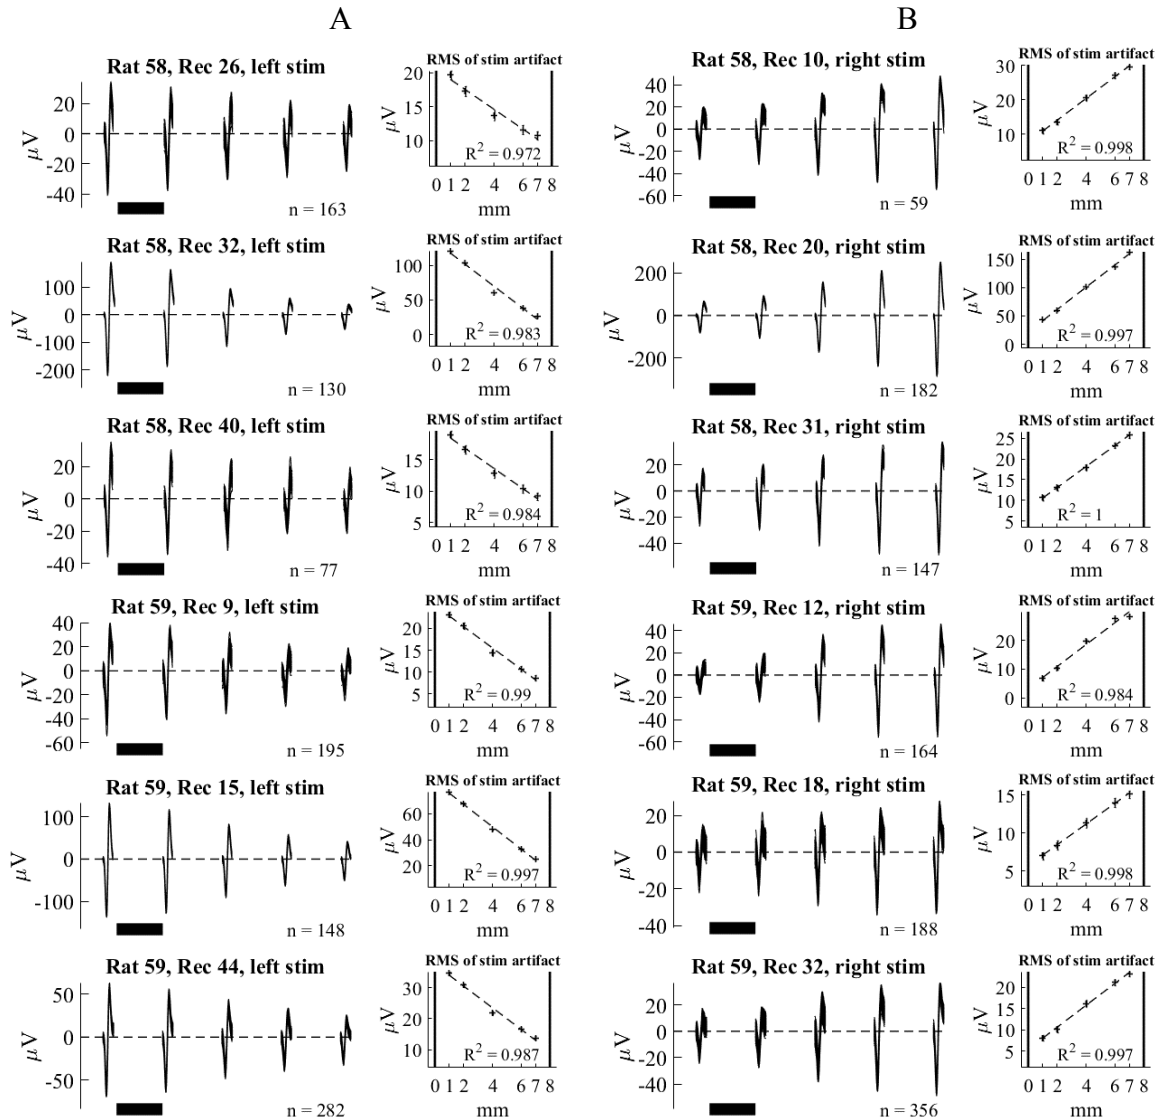 A
B
Rat 58, Rec 26, left stim
20
0
-20
-40
μV
n = 163
RMS of stim artifact
20
15
10
μV
R² = 0.972
0 1 2 4 6 7 8
mm
Rat 58, Rec 10, right stim
40
20
0
-20
-40
-60
μV
n = 59
RMS of stim artifact
30
20
10
μV
R² = 0.998
0 1 2 4 6 7 8
mm
Rat 58, Rec 32, left stim
100
0
-100
-200
μV
n = 130
RMS of stim artifact
100
50
0
μV
R² = 0.983
0 1 2 4 6 7 8
mm
Rat 58, Rec 20, right stim
200
0
-200
μV
n = 182
RMS of stim artifact
150
100
50
0
μV
R² = 0.997
0 1 2 4 6 7 8
mm
Rat 58, Rec 40, left stim
20
0
-20
-40
μV
n = 77
RMS of stim artifact
15
10
5
μV
R² = 0.984
0 1 2 4 6 7 8
mm
Rat 58, Rec 31, right stim
20
0
-40
μV
n = 147
RMS of stim artifact
25
20
15
10
5
μV
R² = 1
0 1 2 4 6 7 8
mm
Rat 59, Rec 9, left stim
40
20
0
-20
-40
-60
μV
n = 195
RMS of stim artifact
20
15
10
5
μV
R² = 0.99
0 1 2 4 6 7 8
mm
Rat 59, Rec 12, right stim
40
20
0
-20
-40
-60
μV
n = 164
RMS of stim artifact
20
10
0
μV
R² = 0.984
0 1 2 4 6 7 8
mm
Rat 59, Rec 15, left stim
100
0
-100
μV
n = 148
RMS of stim artifact
60
40
20
μV
R² = 0.997
0 1 2 4 6 7 8
mm
Rat 59, Rec 18, right stim
20
0
-20
-40
μV
n = 188
RMS of stim artifact
15
10
5
μV
R² = 0.998
0 1 2 4 6 7 8
mm
Rat 59, Rec 44, left stim
50
0
-50
μV
n = 282
RMS of stim artifact
30
20
10
μV
R² = 0.987
0 1 2 4 6 7 8
mm
Rat 59, Rec 32, right stim
20
0
-20
-40
μV
n = 356
RMS of stim artifact
20
15
10
5
μV
R² = 0.997
0 1 2 4 6 7 8
mm